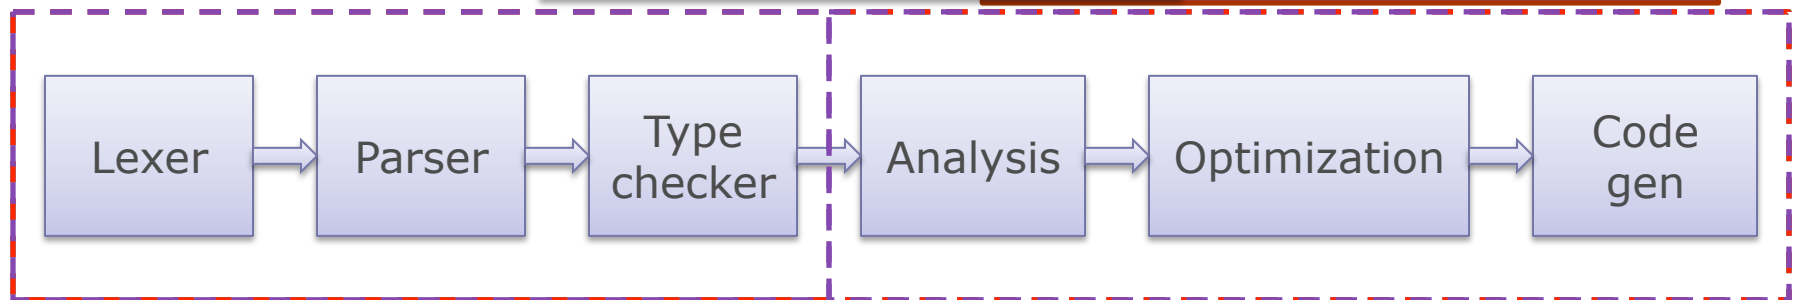 Lexer
Parser
Type
checker
Analysis
Optimization
Code
gen